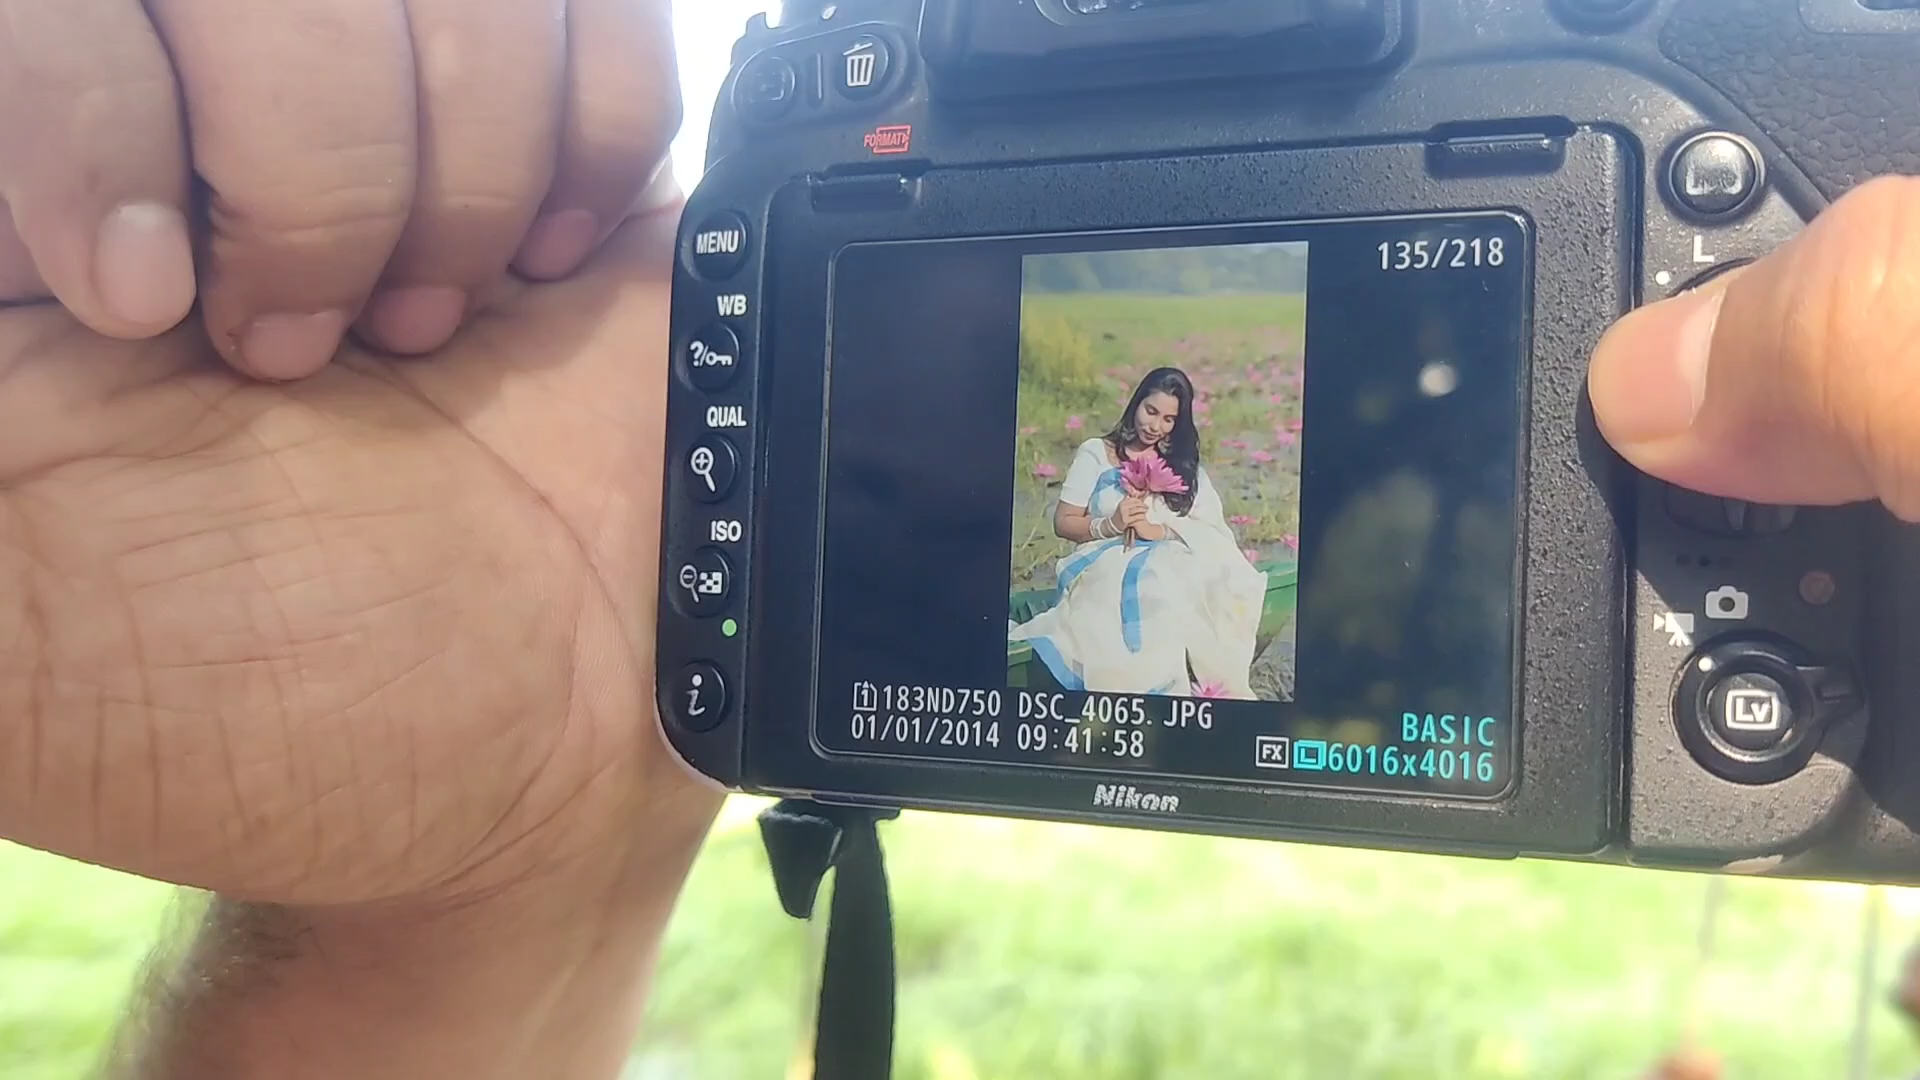 FORMAT
MENU
135/218
L
WB
?
QUAL
ISO
i
183ND750 DSC_4065.JPG
01/01/2014 09:41:58
BASIC
FX L 6016x4016
Lv
Nikon